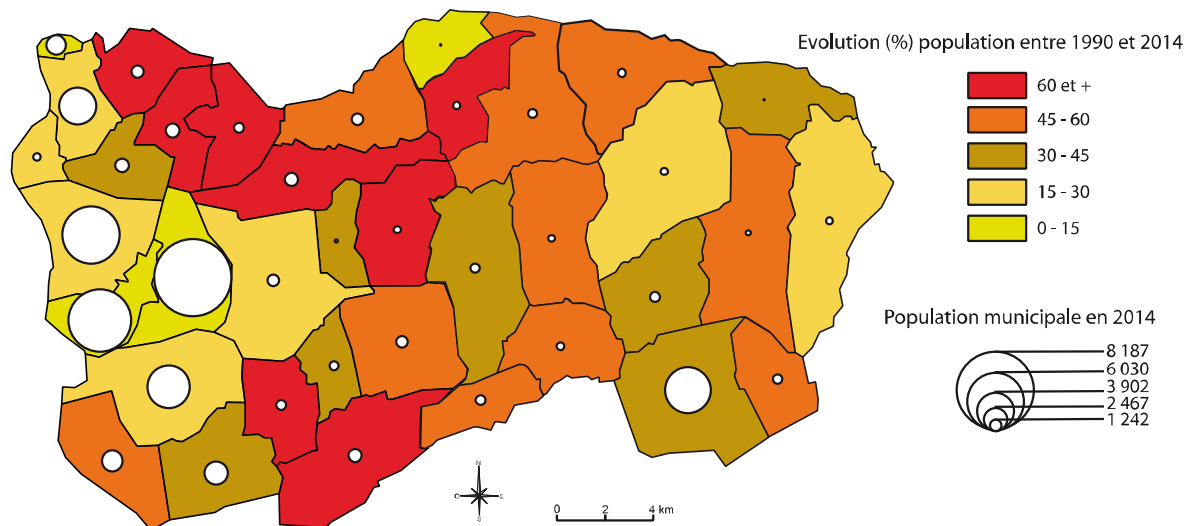 Evolution (%) population entre 1990 et 2014
60 et +
45 - 60
30 - 45
15 - 30
0 - 15
Population municipale en 2014
8 187
6 030
3 902
2 467
1 242
N
O
E
S
0 2 4 km